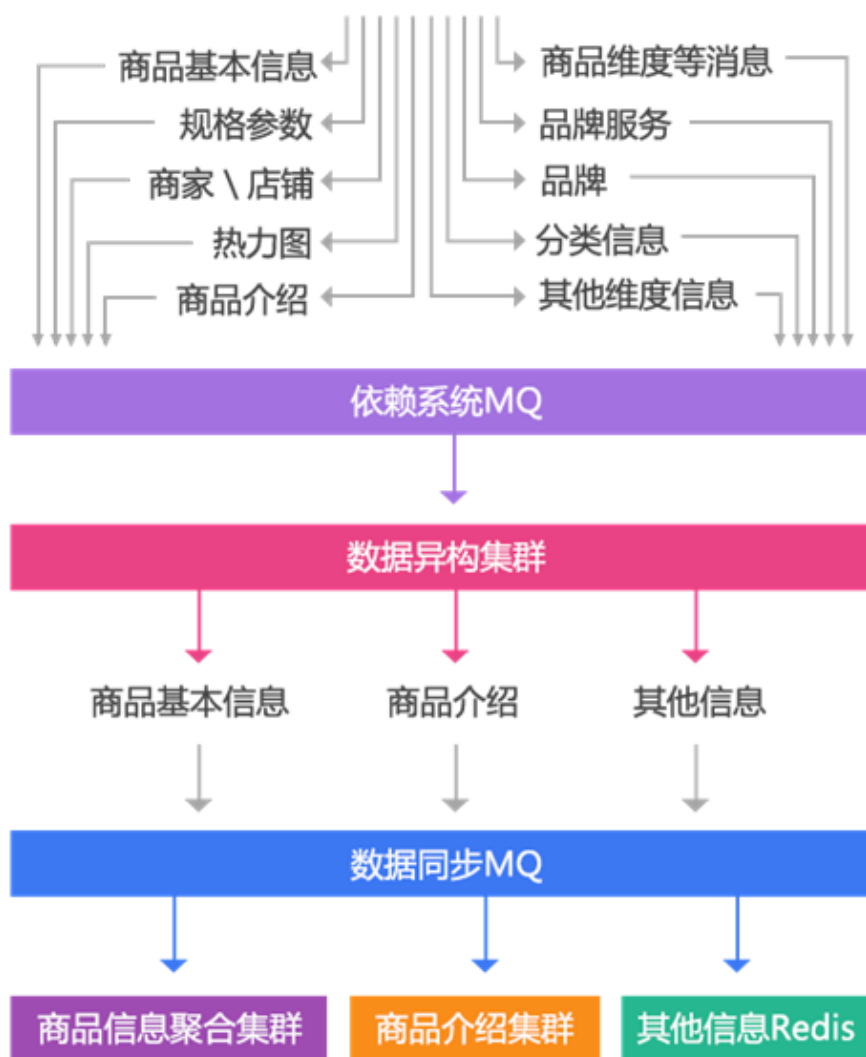 商品基本信息
商品维度等消息
规格参数
品牌服务
商家 \ 店铺
品牌
热力图
分类信息
商品介绍
其他维度信息
依赖系统MQ
数据异构集群
商品基本信息
商品介绍
其他信息
数据同步MQ
商品信息聚合集群
商品介绍集群
其他信息Redis